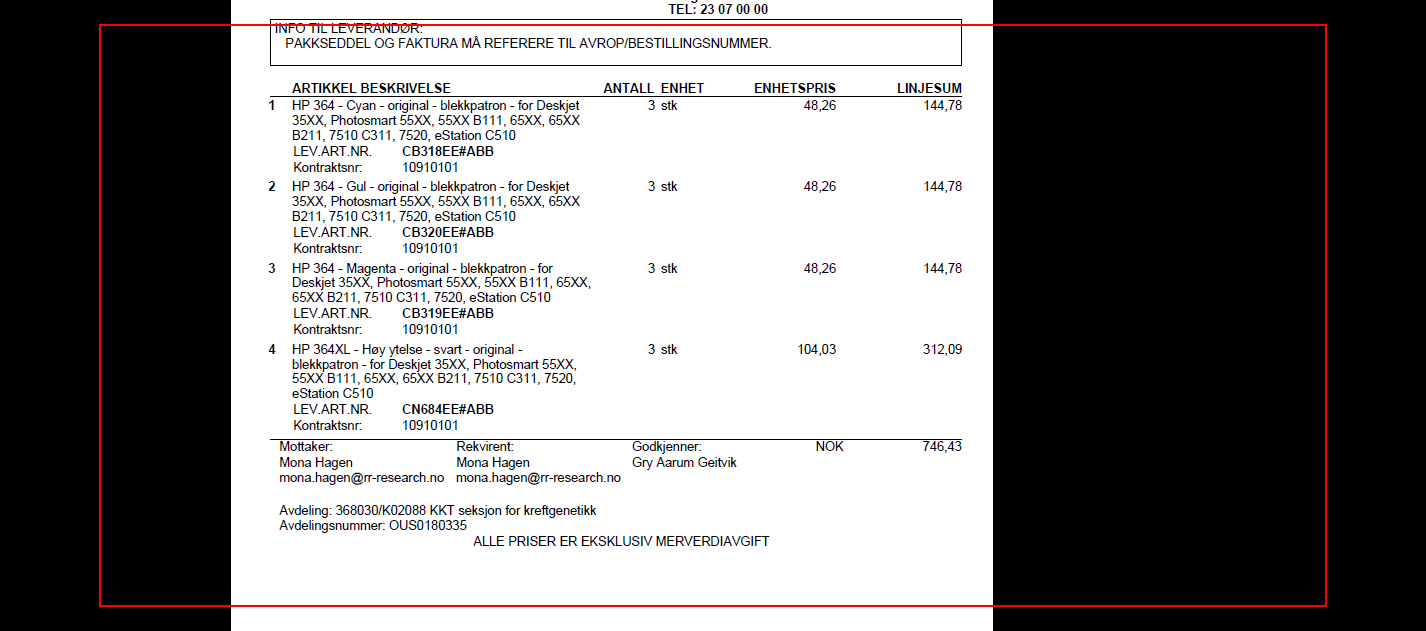 TEL: 23 07 00 00
INFO TIL LEVERANDØR:
PAKKSEDDEL OG FAKTURA MÅ REFERERE TIL AVROP/BESTILLINGSNUMMER.
ARTIKKEL BESKRIVELSE ANTALL ENHET ENHETSPRIS LINJESUM
1 HP 364 - Cyan - original - blekkpatron - for Deskjet 3 stk 48,26 144,78
35XX, Photosmart 55XX, 55XX B111, 65XX, 65XX
B211, 7510 C311, 7520, eStation C510
LEV.ART.NR. CB318EE#ABB
Kontraktsnr: 10910101
2 HP 364 - Gul - original - blekkpatron - for Deskjet 3 stk 48,26 144,78
35XX, Photosmart 55XX, 55XX B111, 65XX, 65XX
B211, 7510 C311, 7520, eStation C510
LEV.ART.NR. CB320EE#ABB
Kontraktsnr: 10910101
3 HP 364 - Magenta - original - blekkpatron - for 3 stk 48,26 144,78
Deskjet 35XX, Photosmart 55XX, 55XX B111, 65XX,
65XX B211, 7510 C311, 7520, eStation C510
LEV.ART.NR. CB319EE#ABB
Kontraktsnr: 10910101
4 HP 364XL - Høy ytelse - svart - original - 3 stk 104,03 312,09
blekkpatron - for Deskjet 35XX, Photosmart 55XX,
55XX B111, 65XX, 65XX B211, 7510 C311, 7520,
eStation C510
LEV.ART.NR. CN684EE#ABB
Kontraktsnr: 10910101
Mottaker: Rekvirent: Godkjenner: NOK 746,43
Mona Hagen Mona Hagen Gry Aarum Geitvik
mona.hagen@rr-research.no mona.hagen@rr-research.no
Avdeling: 368030/K02088 KKT seksjon for kreftgenetikk
Avdelingsnummer: OUS0180335
ALLE PRISER ER EKSKLUSIV MERVERDIAVGIFT